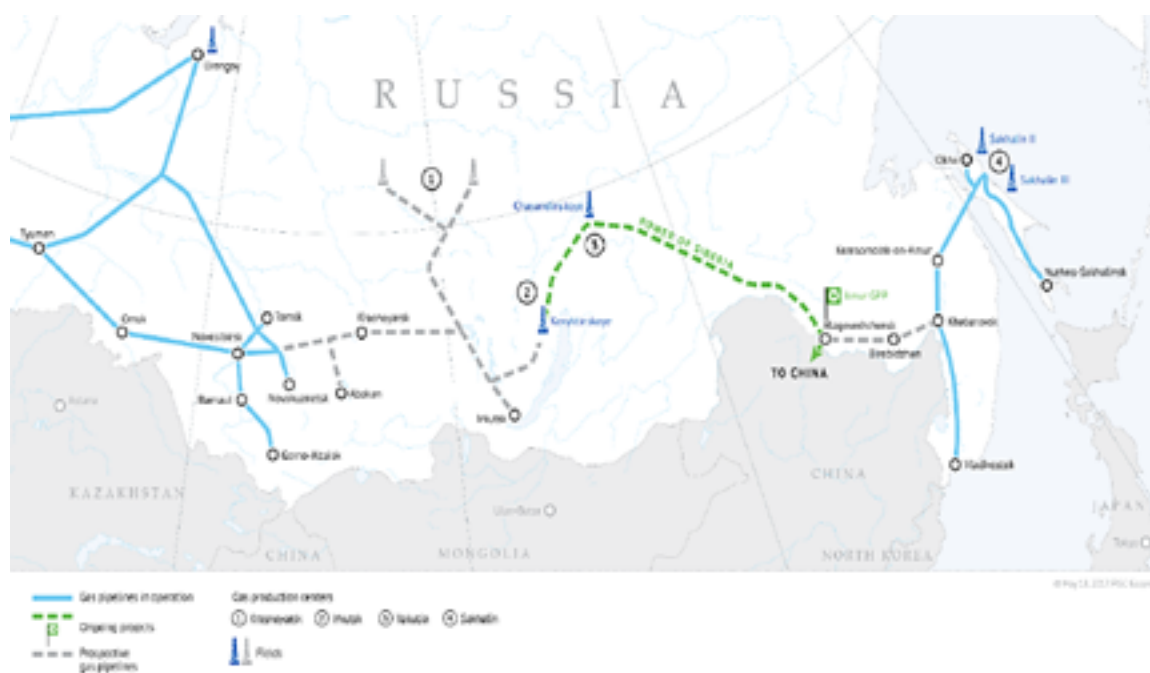 RUSSIA
Urengoy
1
Sakhalin II
Okha
4
Sakhalin III
Chayandinskoye
3
POWER OF SIBERIA
Tyumen
Komsomolsk-on-Amur
2
Yuzhno-Sakhalinsk
Amur GPP
Kovyktinskoye
Omsk
Tomsk
Krasnoyarsk
Khabarovsk
Novosibirsk
Blagoveshchensk
Birobidzhan
TO CHINA
Barnaul
Novokuznetsk
Abakan
Irkutsk
Astana
Gorno-Altaisk
Vladivostok
KAZAKHSTAN
CHINA
Ulan-Bator
JAPAN
CHINA
MONGOLIA
NORTH KOREA
Tokyo
Gas pipelines in operation
Gas production centers
Ongoing projects
1 Krasnoyarsk 2 Irkutsk 3 Yakutia 4 Sakhalin
Prospective
gas pipelines
Fields